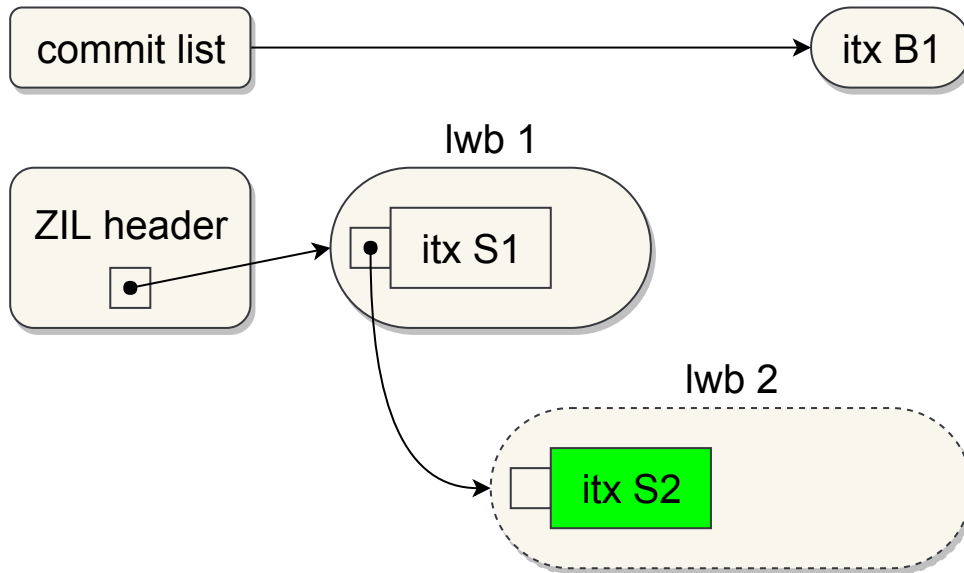 commit list
itx B1
lwb 1
ZIL header
itx S1
lwb 2
itx S2